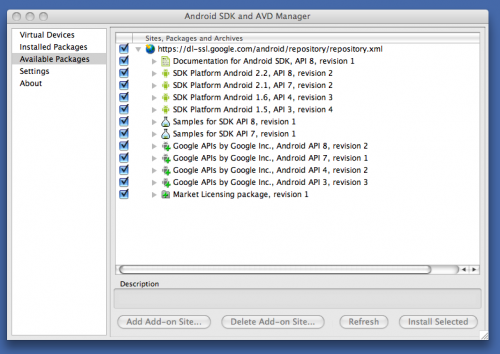 Android SDK and AVD Manager
Virtual Devices
Installed Packages
Available Packages
Settings
About
Sites, Packages and Archives
https://dl-ssl.google.com/android/repository/repository.xml
Documentation for Android SDK, API 8, revision 1
SDK Platform Android 2.2, API 8, revision 2
SDK Platform Android 2.1, API 7, revision 2
SDK Platform Android 1.6, API 4, revision 3
SDK Platform Android 1.5, API 3, revision 4
Samples for SDK API 8, revision 1
Samples for SDK API 7, revision 1
Google APIs by Google Inc., Android API 8, revision 2
Google APIs by Google Inc., Android API 7, revision 1
Google APIs by Google Inc., Android API 4, revision 2
Google APIs by Google Inc., Android API 3, revision 3
Market Licensing package, revision 1
Description
Add Add-on Site...
Delete Add-on Site...
Refresh
Install Selected